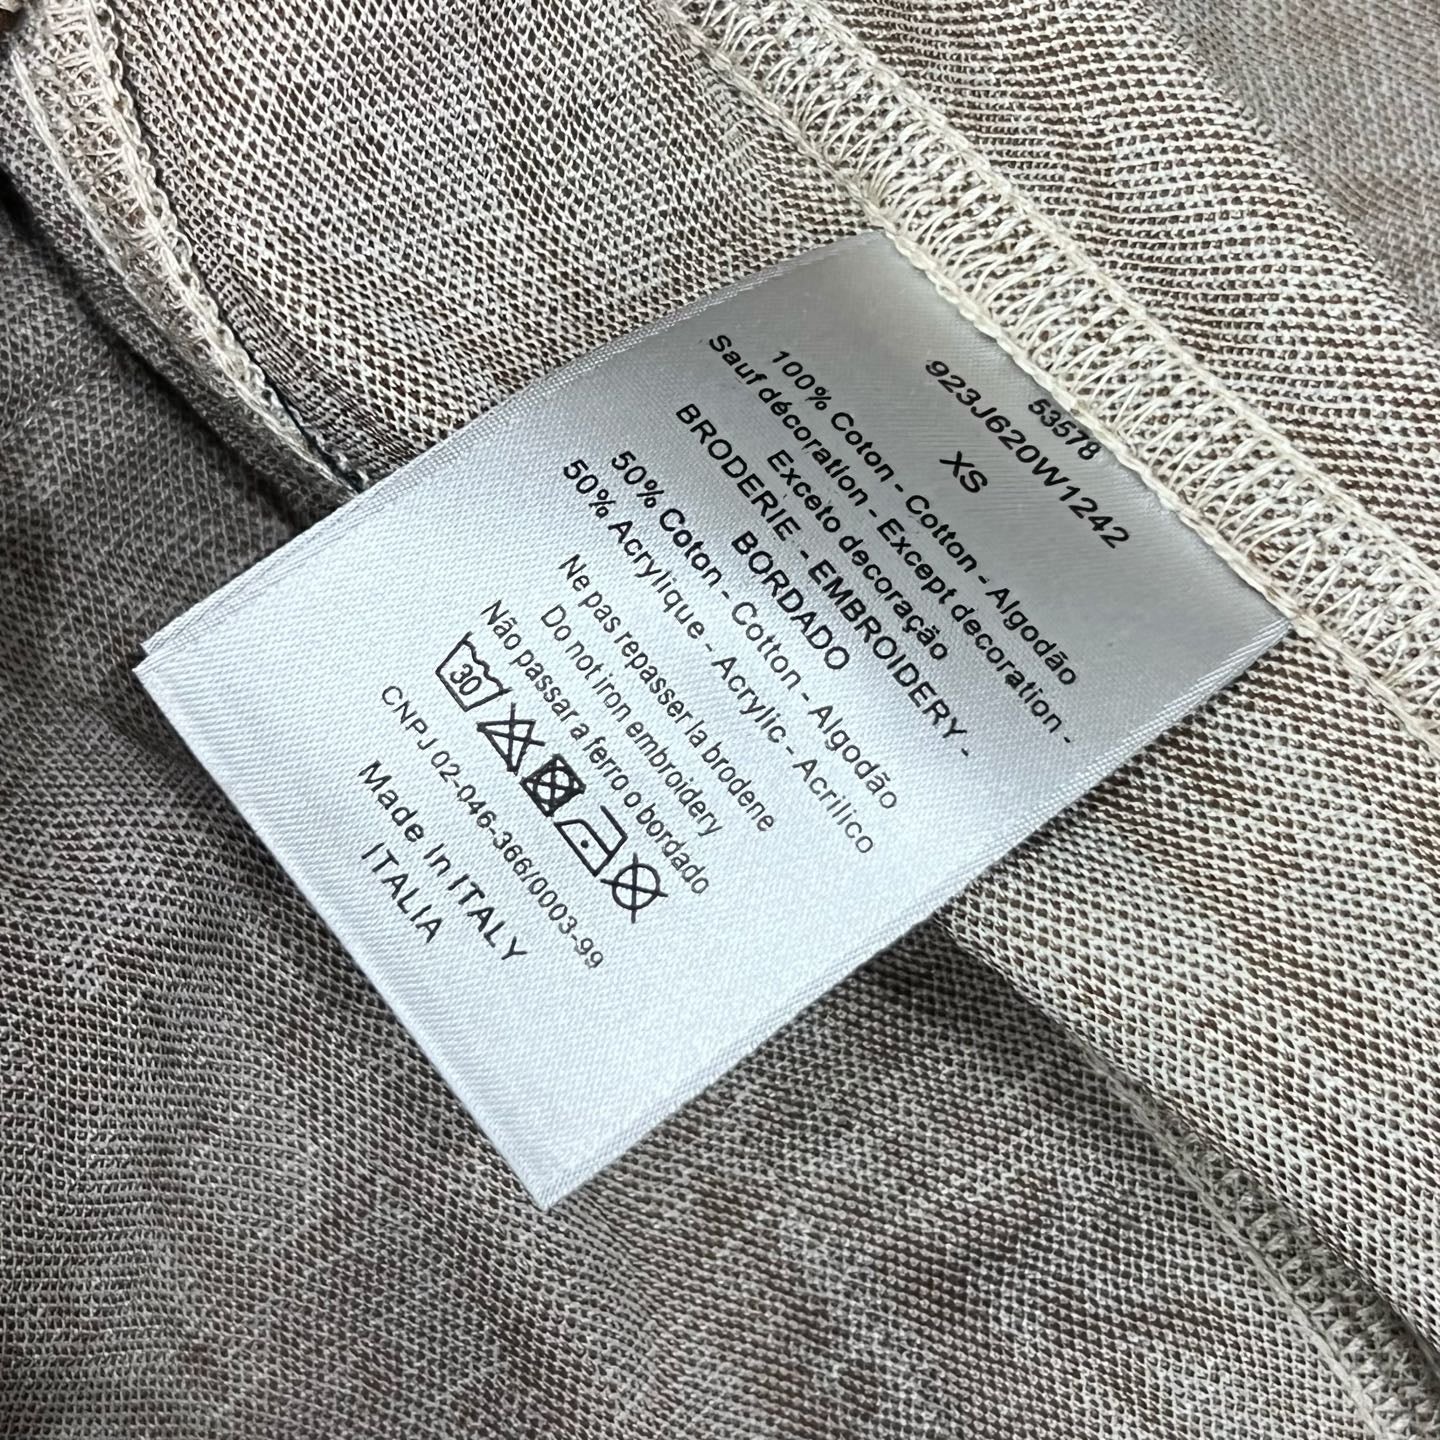 53578
923J620W1242
XS
100% Coton - Cotton - Algodão
Sauf décoration - Except decoration -
Exceto decoração
BRODERIE - EMBROIDERY -
BORDADO
50% Coton - Cotton - Algodão
50% Acrylique - Acrylic - Acrilico
Ne pas repasser la brodene
Do not iron embroidery
Não passar a ferro o bordado
30
CNPJ 02-046-366/0003-99
Made In ITALY
ITALIA